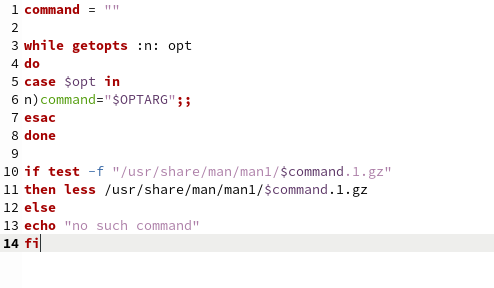 1 command = ""
2
3 while getopts :n: opt
4 do
5 case $opt in
6 n)command="$OPTARG";;
7 esac
8 done
9
10 if test -f "/usr/share/man/man1/$command.1.gz"
11 then less /usr/share/man/man1/$command.1.gz
12 else
13 echo "no such command"
14 fi